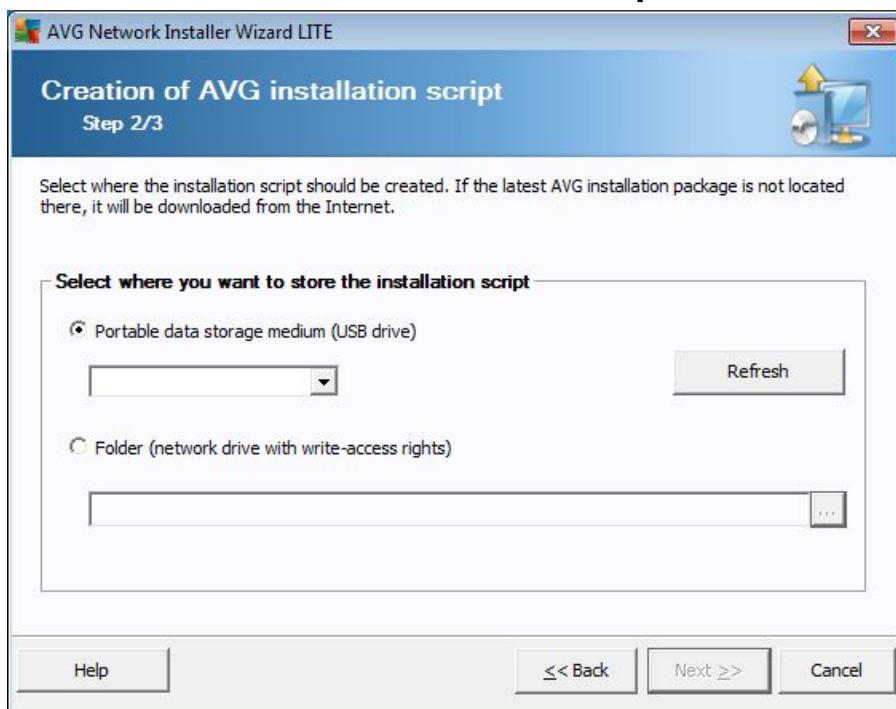 AVG Network Installer Wizard LITE
Creation of AVG installation script
Step 2/3
Select where the installation script should be created. If the latest AVG installation package is not located
there, it will be downloaded from the Internet.
Select where you want to store the installation script
Portable data storage medium (USB drive)
Refresh
Folder (network drive with write-access rights)
...
Help
<< Back
Next >>
Cancel